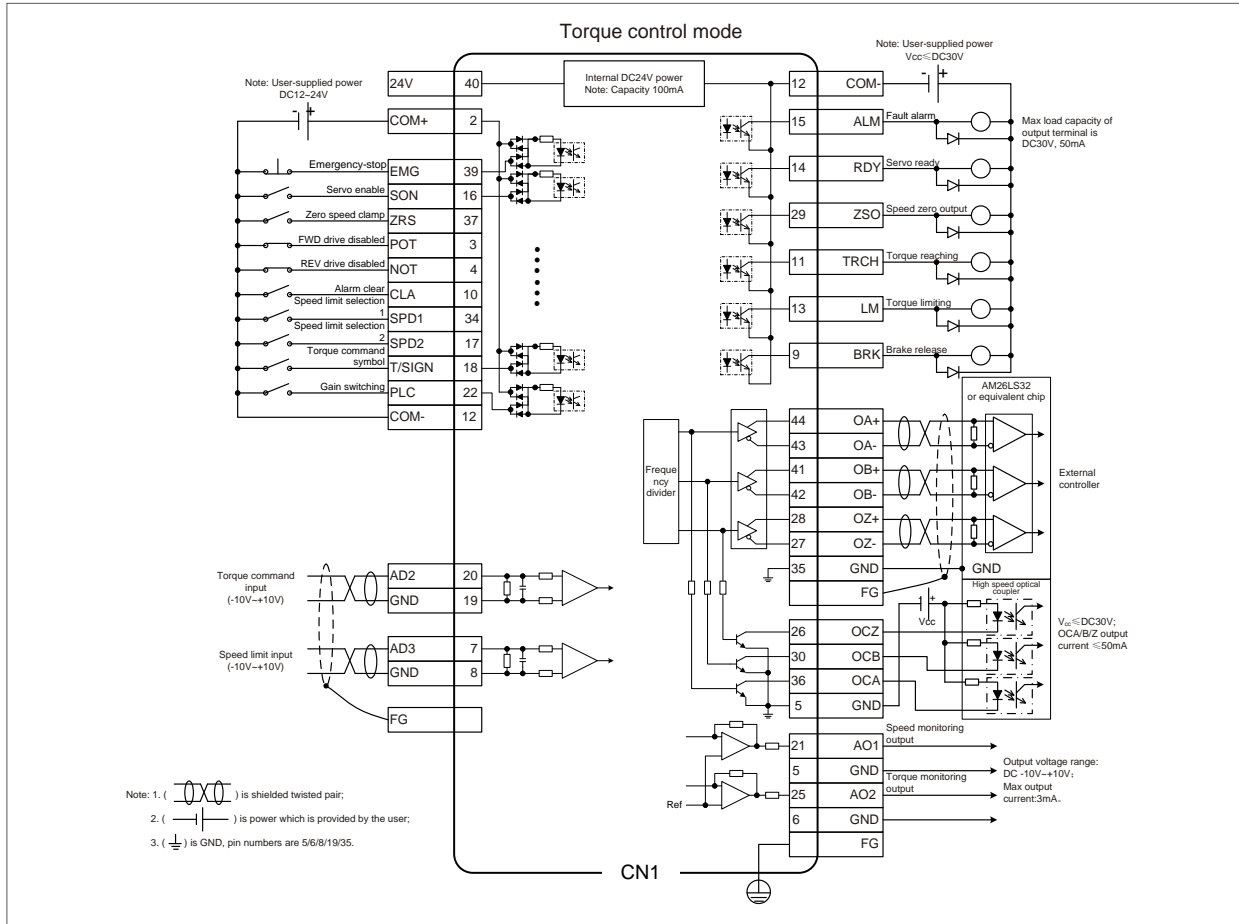 Torque control mode
Note: User-supplied power
DC12~24V
24V 40
COM+ 2
Emergency-stop EMG 39
Servo enable SON 16
Zero speed clamp ZRS 37
FWD drive disabled POT 3
REV drive disabled NOT 4
Alarm clear CLA 10
Speed limit selection
1 SPD1 34
Speed limit selection
2 SPD2 17
Torque command
symbol T/SIGN 18
Gain switching PLC 22
COM- 12
Internal DC24V power
Note: Capacity 100mA
Note: User-supplied power
Vcc≤DC30V
12 COM-
15 ALM Fault alarm
14 RDY Servo ready
29 ZSO Speed zero output
11 TRCH Torque reaching
13 LM Torque limiting
9 BRK Brake release
Max load capacity of
output terminal is
DC30V, 50mA
AM26LS32
or equivalent chip
Freque
ncy
divider
44 OA+
43 OA-
41 OB+
42 OB-
28 OZ+
27 OZ-
35 GND
GND
FG
External
controller
High speed optical
coupler
Vcc
26 OCZ
30 OCB
36 OCA
5 GND
Vcc≤DC30V;
OCA/B/Z output
current ≤50mA
Torque command
input
(-10V~+10V)
AD2 20
GND 19
Speed limit input
(-10V~+10V)
AD3 7
GND 8
FG
Speed monitoring
output
21 AO1
5 GND
Torque monitoring
output
25 AO2
6 GND
FG
Ref
Output voltage range:
DC -10V~+10V;
Max output
current:3mA。
Note: 1. ( ) is shielded twisted pair;
2. ( ) is power which is provided by the user;
3. ( ) is GND, pin numbers are 5/6/8/19/35.
CN1